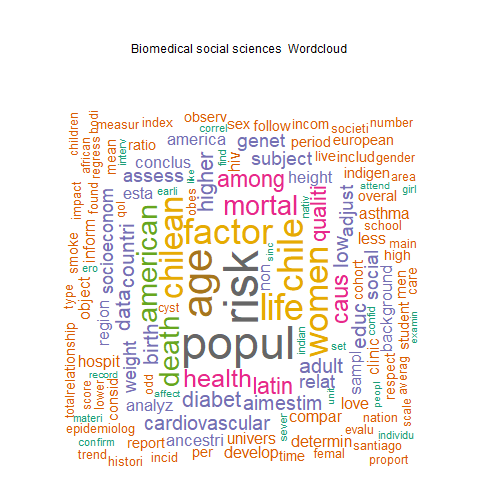 Biomedical social sciences Wordcloud
children
measur
index
observ
correl
sex
follow
incom
societi
number
bodi
african
regress
mean
ratio
america
find
genet
period
european
interv
conclus
hiv
subject
live
includ
gender
found
assess
higher
like
among
height
indigen
area
impact
qol
esta
earli
obes
mortal
nativ
qualiti
overal
attend
girl
inform
socioeconom
countri
american
chilean
factor
chile
women
low
adjust
asthma
school
smoke
object
region
data
age
risk
non
sinc
life
caus
less
main
ero
type
birth
death
cyst
popul
indian
social
cohort
high
background
confid
men
care
relationship
total
hospit
weight
odd
affect
health
latin
set
adult
educ
sampl
clinic
student
examin
score
record
lower
consid
analyz
diabet
aim
estim
unit
relat
love
peopl
respect
averag
scale
materi
epidemiolog
cardiovascular
sever
compar
nation
confirm
report
ancestri
univers
determin
evalu
individu
trend
histori
incid
per
develop
time
femal
santiago
proport